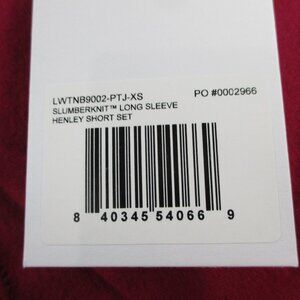 LWTNB9002-PTJ-XS PO #0002966
SLUMBERKNIT™ LONG SLEEVE
HENLEY SHORT SET
8 40345 54066 9